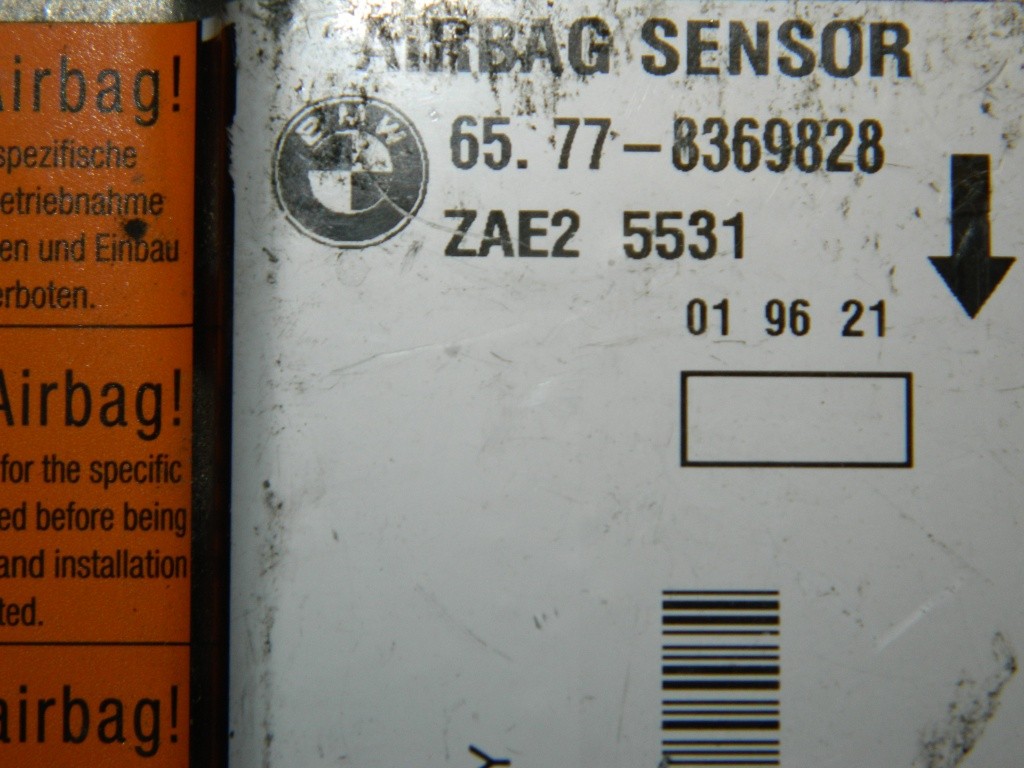 Airbag!
spezifische
etriebnahme
en und Einbau
erboten.
Airbag!
for the specific
ed before being
and installation
ted.
airbag!
AIRBAG SENSOR
BMW
65.77-8369828
ZAE2 5531
01 96 21
Y